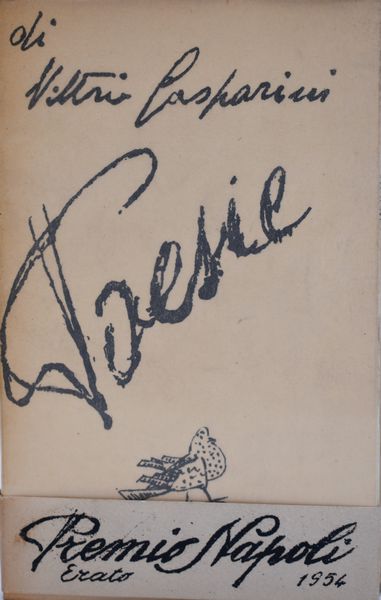 di
Vittorio Gasparini
Poesie
Premio Napoli
Erato 1954